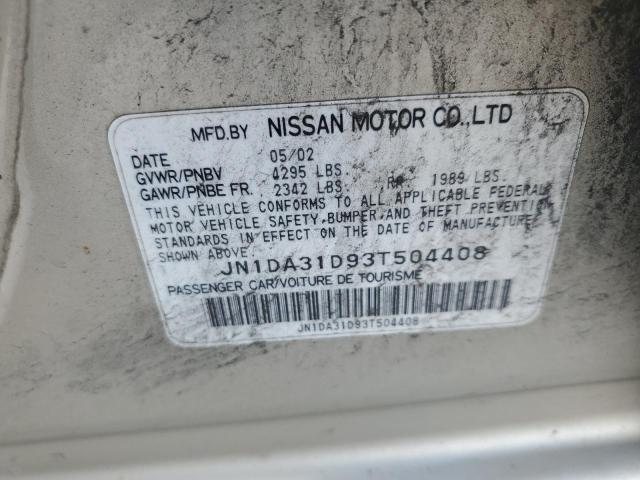 MFD.BY NISSAN MOTOR CO.,LTD
DATE 05/02
GVWR/PNBV 4295 LBS.
GAWR/PNBE FR. 2342 LBS. RR. 1989 LBS.
THIS VEHICLE CONFORMS TO ALL APPLICABLE FEDERAL
MOTOR VEHICLE SAFETY, BUMPER, AND THEFT PREVENTION
STANDARDS IN EFFECT ON THE DATE OF MANUFACTURE
SHOWN ABOVE.
JN1DA31D93T504408
PASSENGER CAR/VOITURE DE TOURISME
JN1DA31D93T504408